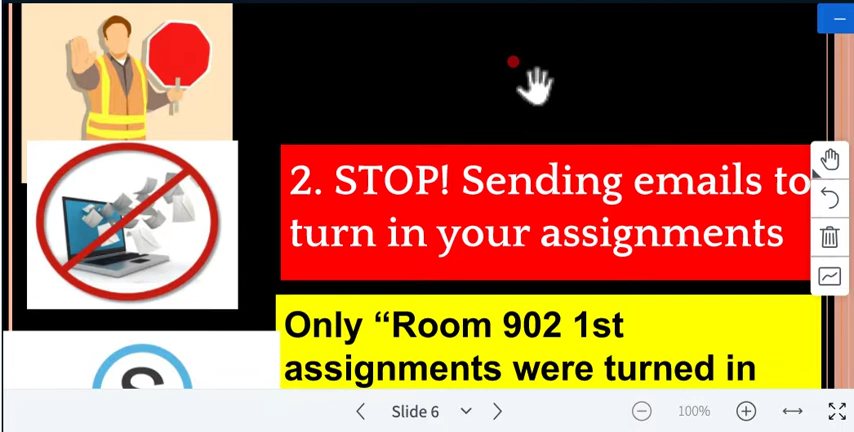 2. STOP! Sending emails to
turn in your assignments
Only “Room 902 1st
assignments were turned in
Slide 6
100%